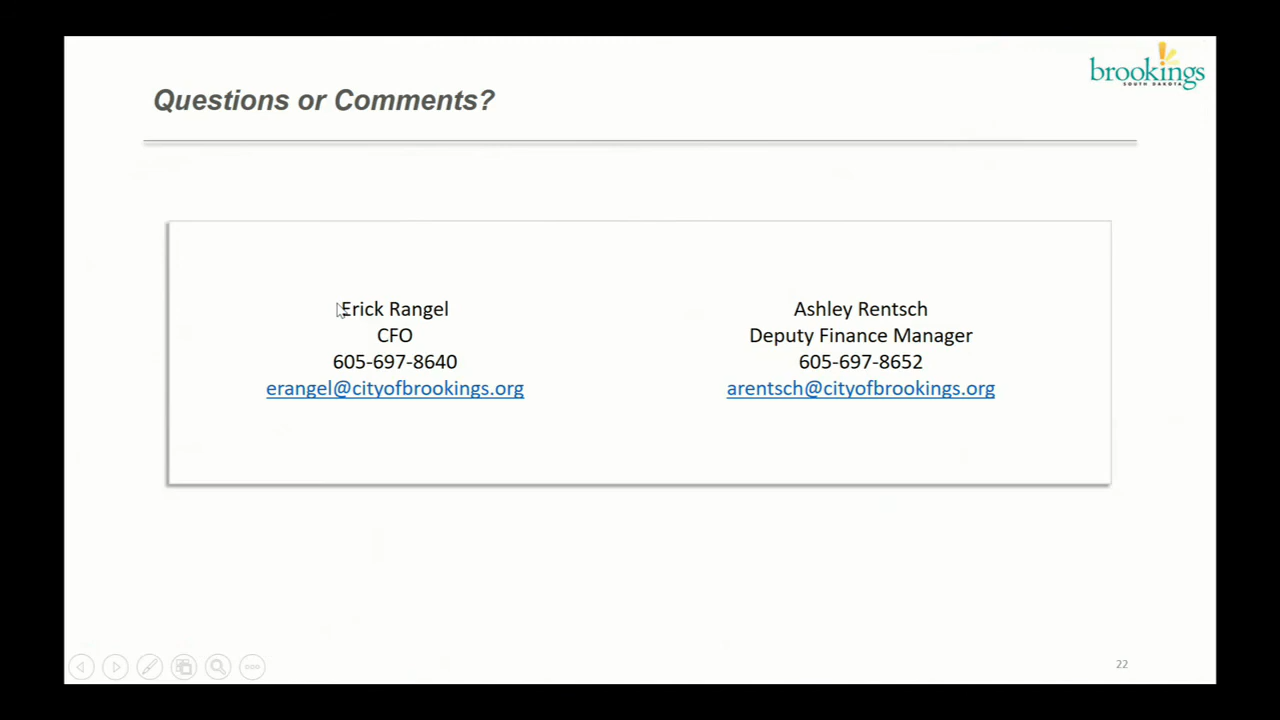 brookings
SOUTH DAKOTA
Questions or Comments?
Erick Rangel
CFO
605-697-8640
erangel@cityofbrookings.org
Ashley Rentsch
Deputy Finance Manager
605-697-8652
arentsch@cityofbrookings.org
22